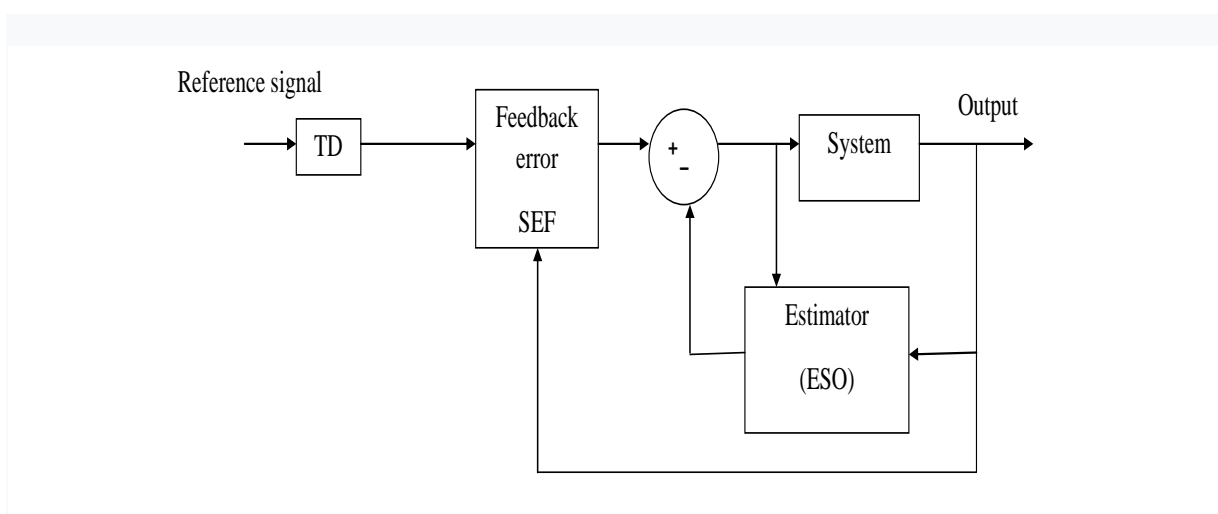 Reference signal
TD
Feedback
error
SEF
+
−
System
Output
Estimator
(ESO)